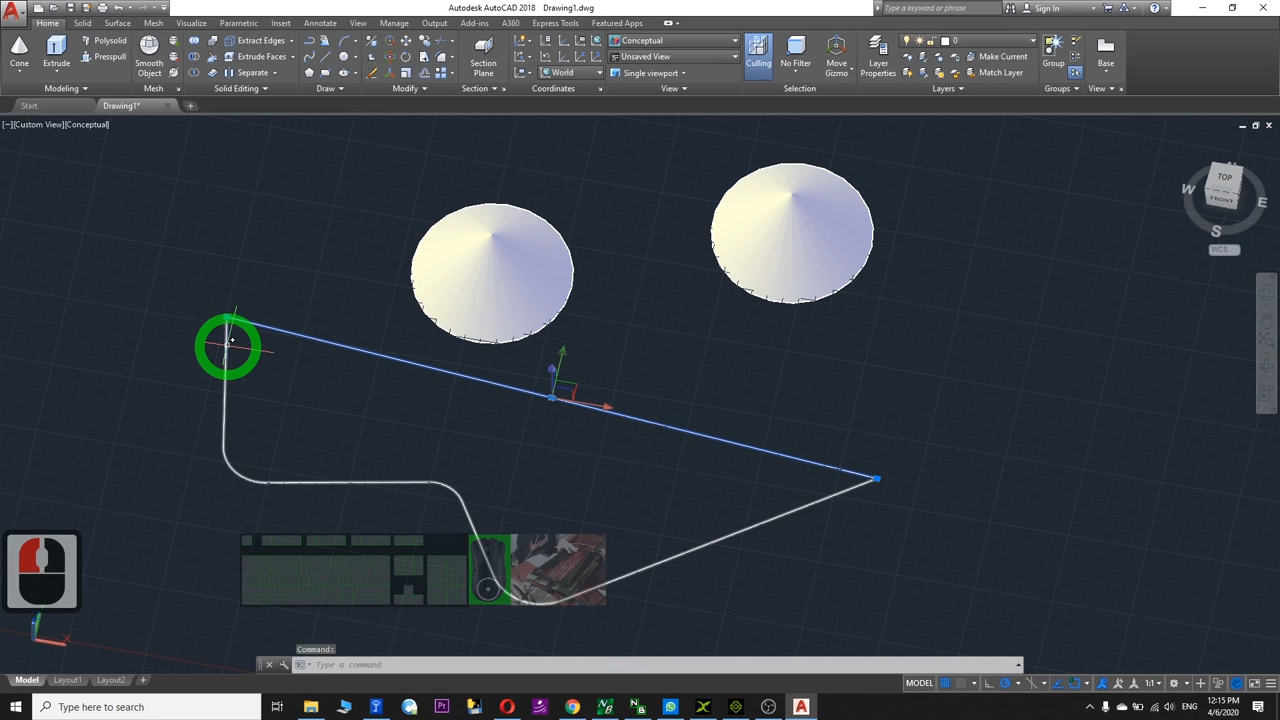 Autodesk AutoCAD 2018 Drawing1.dwg
Type a keyword or phrase
Sign In
Home Solid Surface Mesh Visualize Parametric Insert Annotate View Manage Output Add-ins A360 Express Tools Featured Apps
Cone
Extrude
Polysolid
Presspull
Smooth Object
Extract Edges
Extrude Faces
Separate
Section Plane
World
Conceptual
Unsaved View
Single viewport
Culling
No Filter
Move Gizmo
Layer Properties
0
Make Current
Match Layer
Group
Base
Modeling Mesh Solid Editing Draw Modify Section Coordinates View Selection Layers Groups View
Start
Drawing1*
[−][Custom View][Conceptual]
N
TOP
W
FRONT
E
S
WCS
Command:
Type a command
Model Layout1 Layout2
MODEL
1:1
Type here to search
12:15 PM
4/6/2020